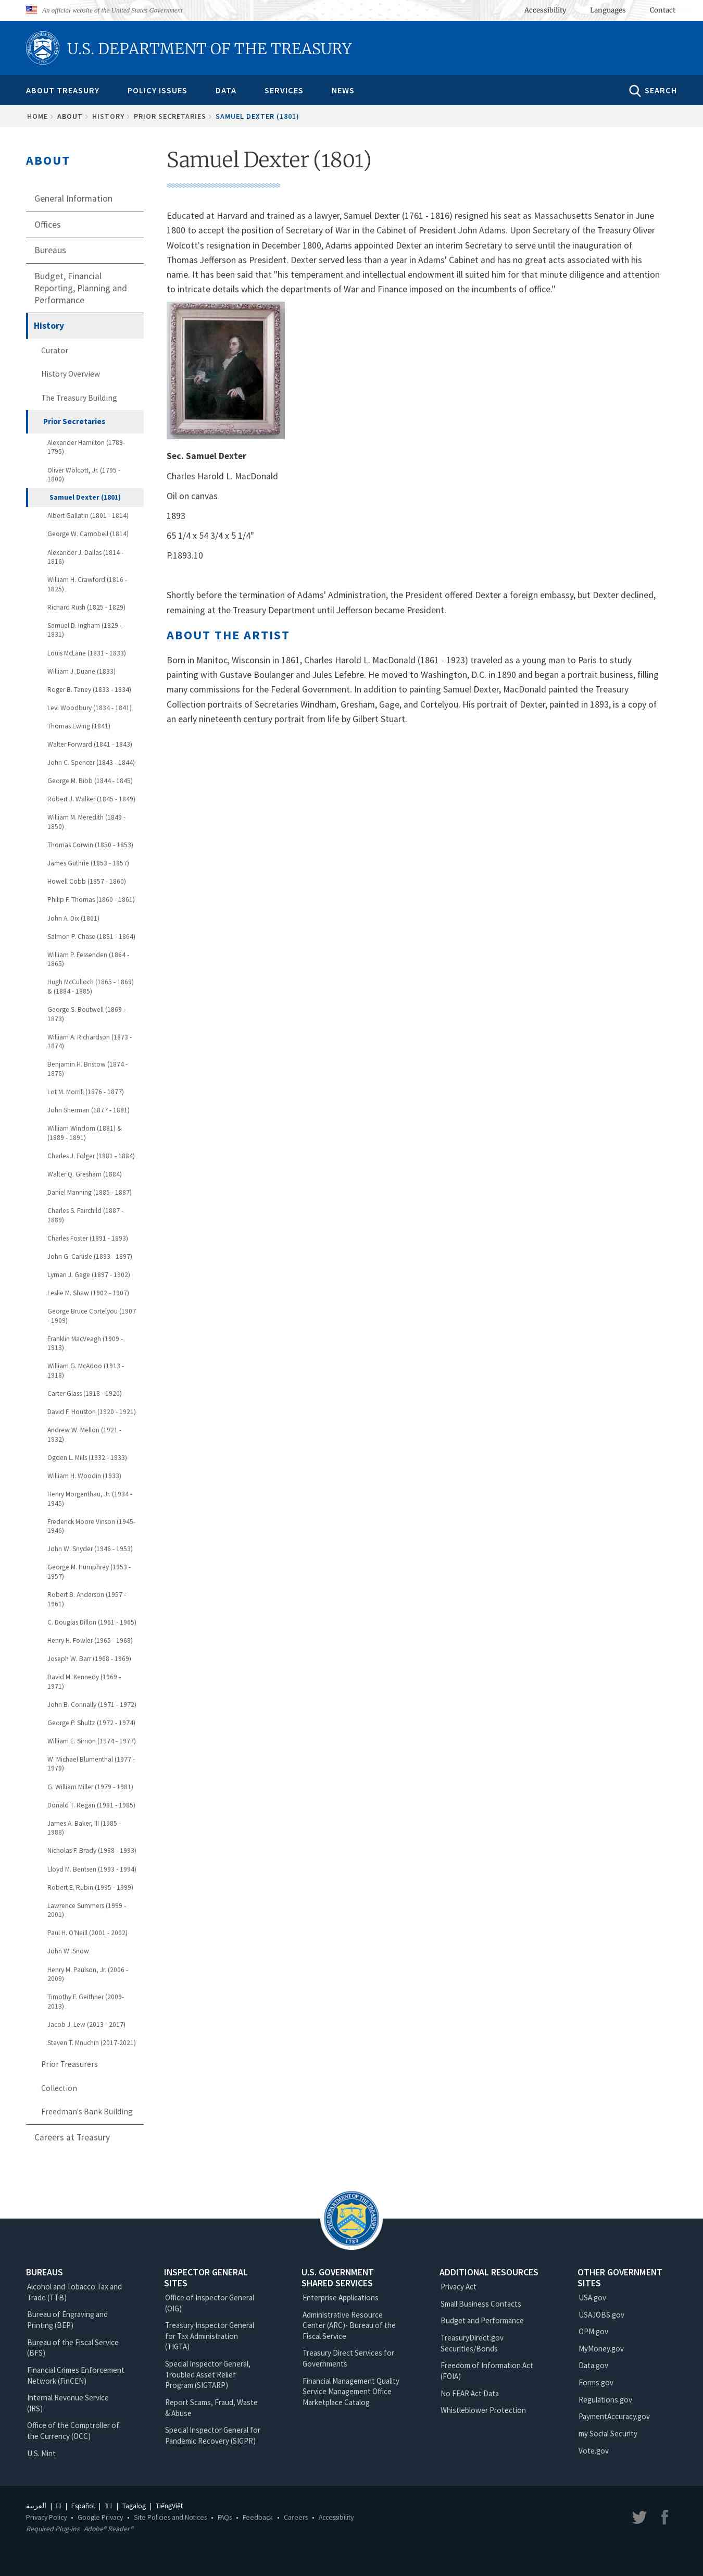 An official website of the United States Government
Accessibility
Languages
Contact
U.S. DEPARTMENT OF THE TREASURY
ABOUT TREASURY
POLICY ISSUES
DATA
SERVICES
NEWS
SEARCH
HOME > ABOUT > HISTORY > PRIOR SECRETARIES > SAMUEL DEXTER (1801)
ABOUT
General Information
Offices
Bureaus
Budget, Financial
Reporting, Planning and
Performance
History
Curator
History Overview
The Treasury Building
Prior Secretaries
Alexander Hamilton (1789-
1795)
Oliver Wolcott, Jr. (1795 -
1800)
Samuel Dexter (1801)
Albert Gallatin (1801 - 1814)
George W. Campbell (1814)
Alexander J. Dallas (1814 -
1816)
William H. Crawford (1816 -
1825)
Richard Rush (1825 - 1829)
Samuel D. Ingham (1829 -
1831)
Louis McLane (1831 - 1833)
William J. Duane (1833)
Roger B. Taney (1833 - 1834)
Levi Woodbury (1834 - 1841)
Thomas Ewing (1841)
Walter Forward (1841 - 1843)
John C. Spencer (1843 - 1844)
George M. Bibb (1844 - 1845)
Robert J. Walker (1845 - 1849)
William M. Meredith (1849 -
1850)
Thomas Corwin (1850 - 1853)
James Guthrie (1853 - 1857)
Howell Cobb (1857 - 1860)
Philip F. Thomas (1860 - 1861)
John A. Dix (1861)
Salmon P. Chase (1861 - 1864)
William P. Fessenden (1864 -
1865)
Hugh McCulloch (1865 - 1869)
& (1884 - 1885)
George S. Boutwell (1869 -
1873)
William A. Richardson (1873 -
1874)
Benjamin H. Bristow (1874 -
1876)
Lot M. Morrill (1876 - 1877)
John Sherman (1877 - 1881)
William Windom (1881) &
(1889 - 1891)
Charles J. Folger (1881 - 1884)
Walter Q. Gresham (1884)
Daniel Manning (1885 - 1887)
Charles S. Fairchild (1887 -
1889)
Charles Foster (1891 - 1893)
John G. Carlisle (1893 - 1897)
Lyman J. Gage (1897 - 1902)
Leslie M. Shaw (1902 - 1907)
George Bruce Cortelyou (1907
- 1909)
Franklin MacVeagh (1909 -
1913)
William G. McAdoo (1913 -
1918)
Carter Glass (1918 - 1920)
David F. Houston (1920 - 1921)
Andrew W. Mellon (1921 -
1932)
Ogden L. Mills (1932 - 1933)
William H. Woodin (1933)
Henry Morgenthau, Jr. (1934 -
1945)
Frederick Moore Vinson (1945-
1946)
John W. Snyder (1946 - 1953)
George M. Humphrey (1953 -
1957)
Robert B. Anderson (1957 -
1961)
C. Douglas Dillon (1961 - 1965)
Henry H. Fowler (1965 - 1968)
Joseph W. Barr (1968 - 1969)
David M. Kennedy (1969 -
1971)
John B. Connally (1971 - 1972)
George P. Shultz (1972 - 1974)
William E. Simon (1974 - 1977)
W. Michael Blumenthal (1977 -
1979)
G. William Miller (1979 - 1981)
Donald T. Regan (1981 - 1985)
James A. Baker, III (1985 -
1988)
Nicholas F. Brady (1988 - 1993)
Lloyd M. Bentsen (1993 - 1994)
Robert E. Rubin (1995 - 1999)
Lawrence Summers (1999 -
2001)
Paul H. O'Neill (2001 - 2002)
John W. Snow
Henry M. Paulson, Jr. (2006 -
2009)
Timothy F. Geithner (2009-
2013)
Jacob J. Lew (2013 - 2017)
Steven T. Mnuchin (2017-2021)
Prior Treasurers
Collection
Freedman's Bank Building
Careers at Treasury
Samuel Dexter (1801)
Educated at Harvard and trained as a lawyer, Samuel Dexter (1761 - 1816) resigned his seat as Massachusetts Senator in June
1800 to accept the position of Secretary of War in the Cabinet of President John Adams. Upon Secretary of the Treasury Oliver
Wolcott's resignation in December 1800, Adams appointed Dexter an interim Secretary to serve until the inauguration of
Thomas Jefferson as President. Dexter served less than a year in Adams' Cabinet and has no great acts associated with his
name. It has been said that "his temperament and intellectual endowment ill suited him for that minute diligence and attention
to intricate details which the departments of War and Finance imposed on the incumbents of office."
Sec. Samuel Dexter
Charles Harold L. MacDonald
Oil on canvas
1893
65 1/4 x 54 3/4 x 5 1/4"
P.1893.10
Shortly before the termination of Adams' Administration, the President offered Dexter a foreign embassy, but Dexter declined,
remaining at the Treasury Department until Jefferson became President.
ABOUT THE ARTIST
Born in Manitoc, Wisconsin in 1861, Charles Harold L. MacDonald (1861 - 1923) traveled as a young man to Paris to study
painting with Gustave Boulanger and Jules Lefebre. He moved to Washington, D.C. in 1890 and began a portrait business, filling
many commissions for the Federal Government. In addition to painting Samuel Dexter, MacDonald painted the Treasury
Collection portraits of Secretaries Windham, Gresham, Gage, and Cortelyou. His portrait of Dexter, painted in 1893, is a copy of
an early nineteenth century portrait from life by Gilbert Stuart.
BUREAUS
Alcohol and Tobacco Tax and
Trade (TTB)
Bureau of Engraving and
Printing (BEP)
Bureau of the Fiscal Service
(BFS)
Financial Crimes Enforcement
Network (FinCEN)
Internal Revenue Service
(IRS)
Office of the Comptroller of
the Currency (OCC)
U.S. Mint
INSPECTOR GENERAL
SITES
Office of Inspector General
(OIG)
Treasury Inspector General
for Tax Administration
(TIGTA)
Special Inspector General,
Troubled Asset Relief
Program (SIGTARP)
Report Scams, Fraud, Waste
& Abuse
Special Inspector General for
Pandemic Recovery (SIGPR)
U.S. GOVERNMENT
SHARED SERVICES
Enterprise Applications
Administrative Resource
Center (ARC)- Bureau of the
Fiscal Service
Treasury Direct Services for
Governments
Financial Management Quality
Service Management Office
Marketplace Catalog
ADDITIONAL RESOURCES
Privacy Act
Small Business Contacts
Budget and Performance
TreasuryDirect.gov
Securities/Bonds
Freedom of Information Act
(FOIA)
No FEAR Act Data
Whistleblower Protection
OTHER GOVERNMENT
SITES
USA.gov
USAJOBS.gov
OPM.gov
MyMoney.gov
Data.gov
Forms.gov
Regulations.gov
PaymentAccuracy.gov
my Social Security
Vote.gov
العربية | | Español | | Tagalog | TiếngViệt
Privacy Policy • Google Privacy • Site Policies and Notices • FAQs • Feedback • Careers • Accessibility
Required Plug-ins Adobe® Reader®